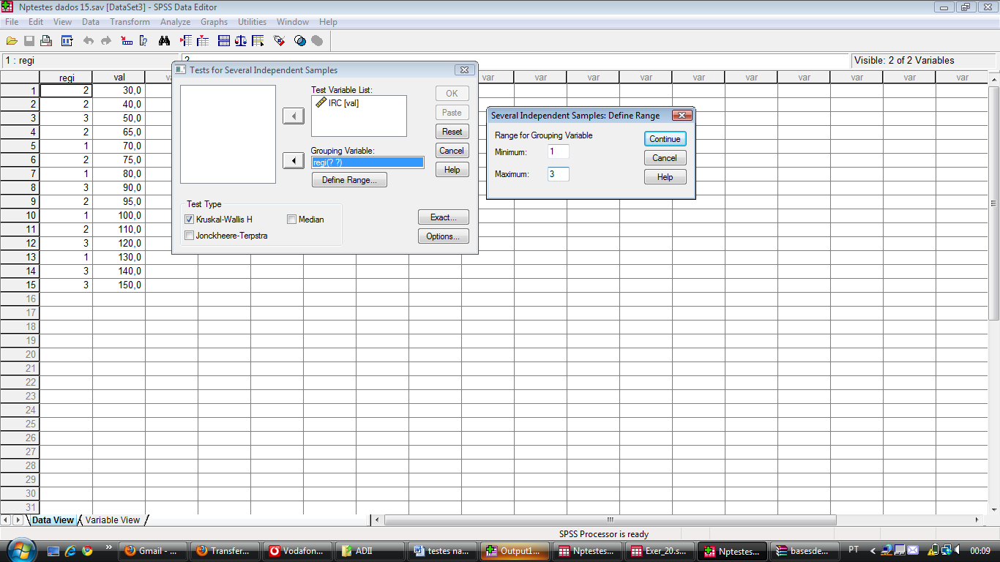 Nptestes dados 15.sav [DataSet3] - SPSS Data Editor
File Edit View Data Transform Analyze Graphs Utilities Window Help
1 : regi 2 Visible: 2 of 2 Variables
regi val var var var var var var var var var var
1 2 30,0
2 2 40,0
3 3 50,0
4 2 65,0
5 1 70,0
6 2 75,0
7 1 80,0
8 3 90,0
9 2 95,0
10 1 100,0
11 2 110,0
12 3 120,0
13 1 130,0
14 3 140,0
15 3 150,0
16
17
18
19
20
21
22
23
24
25
26
27
28
29
30
31
Tests for Several Independent Samples
Test Variable List:
IRC [val]
Grouping Variable:
regi(? ?)
Define Range...
OK
Paste
Reset
Cancel
Help
Test Type
Kruskal-Wallis H Median
Jonckheere-Terpstra
Exact...
Options...
Several Independent Samples: Define Range
Range for Grouping Variable
Minimum: 1
Maximum: 3
Continue
Cancel
Help
Data View Variable View
SPSS Processor is ready
» Gmail - ... Transfer... Vodafon... ADII testes na... Output1... Nptestes... Exer_20.s... Nptestes... basesde... PT 00:09